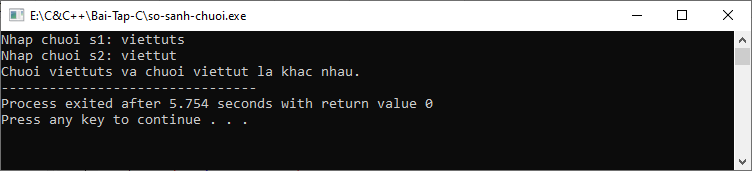 E:\C&C++\Bai-Tap-C\so-sanh-chuoi.exe
Nhap chuoi s1: viettuts
Nhap chuoi s2: viettut
Chuoi viettuts va chuoi viettut la khac nhau.
--------------------------------
Process exited after 5.754 seconds with return value 0
Press any key to continue . . .